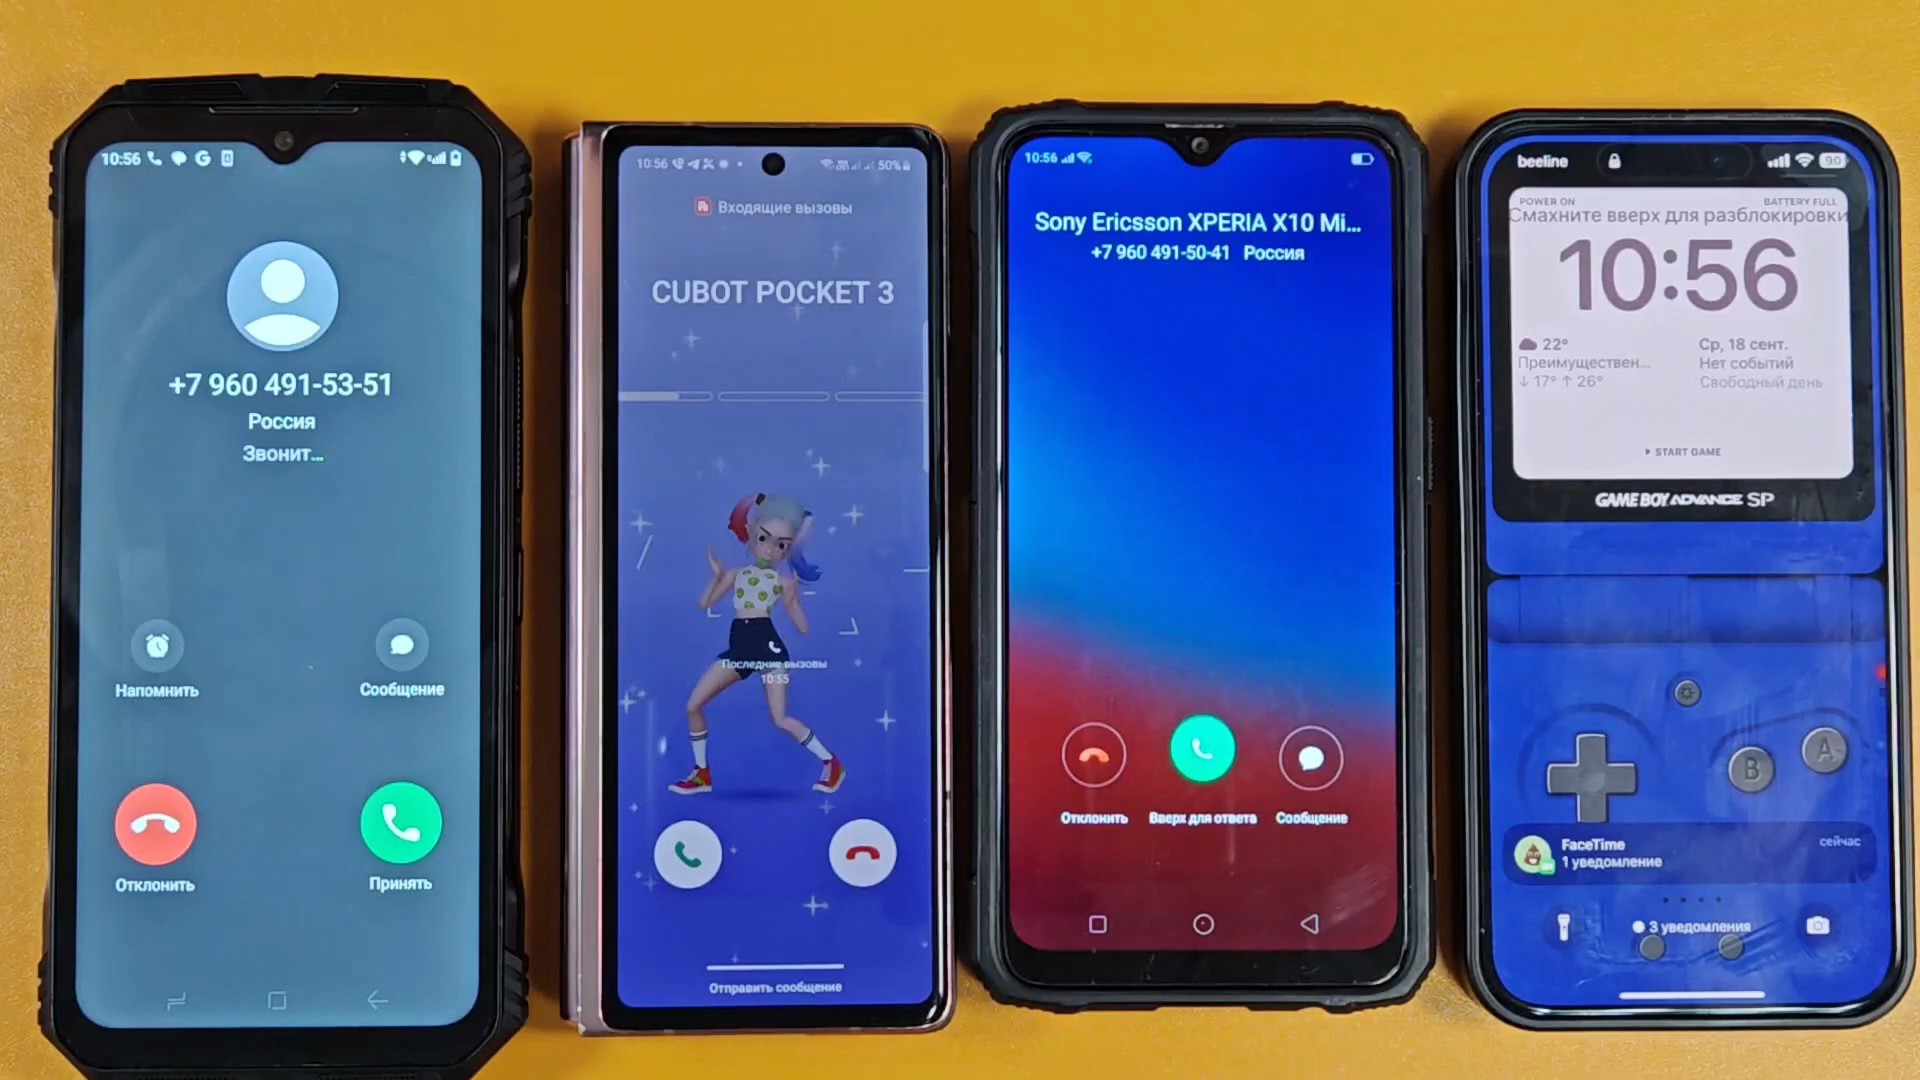 10:56
+7 960 491-53-51
Россия
Звонит...
Напомнить
Сообщение
Отклонить
Принять
10:56
50%
Входящие вызовы
CUBOT POCKET 3
Последние вызовы
10:55
Отправить сообщение
10:56
Sony Ericsson XPERIA X10 Mi...
+7 960 491-50-41 Россия
Отклонить
Вверх для ответа
Сообщение
beeline
90
POWER ON
BATTERY FULL
Смахните вверх для разблокировки
10:56
22°
Преимуществен...
↓ 17° ↑ 26°
Ср, 18 сент.
Нет событий
Свободный день
START GAME
GAME BOY ADVANCE SP
B
A
FaceTime
сейчас
1 уведомление
3 уведомления